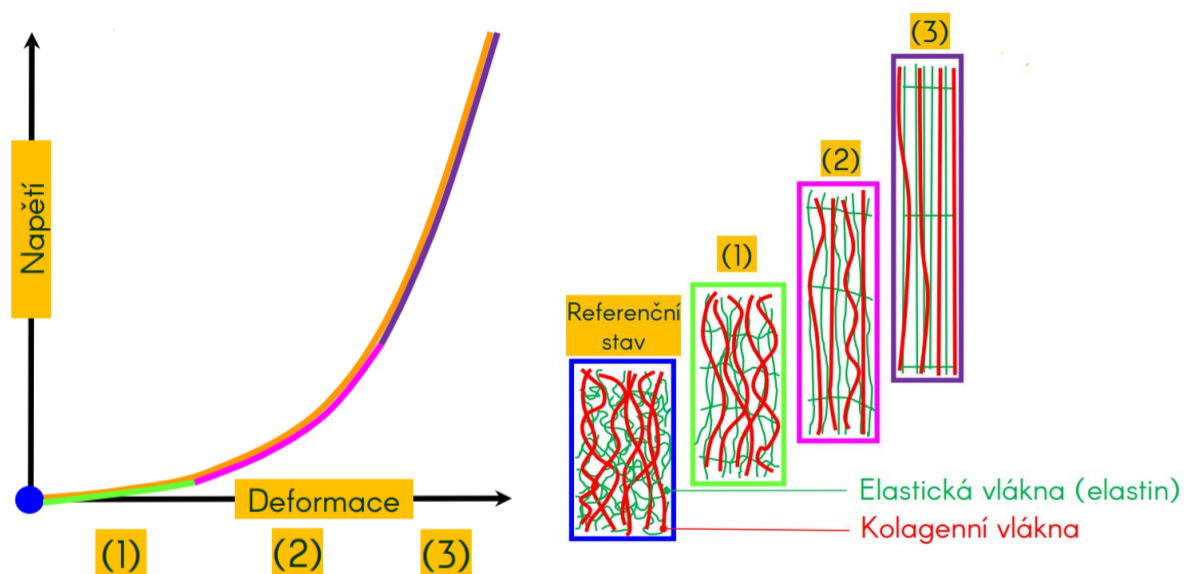 Napětí
Deformace
(1)
(2)
(3)
Referenční
stav
(1)
(2)
(3)
Elastická vlákna (elastin)
Kolagenní vlákna